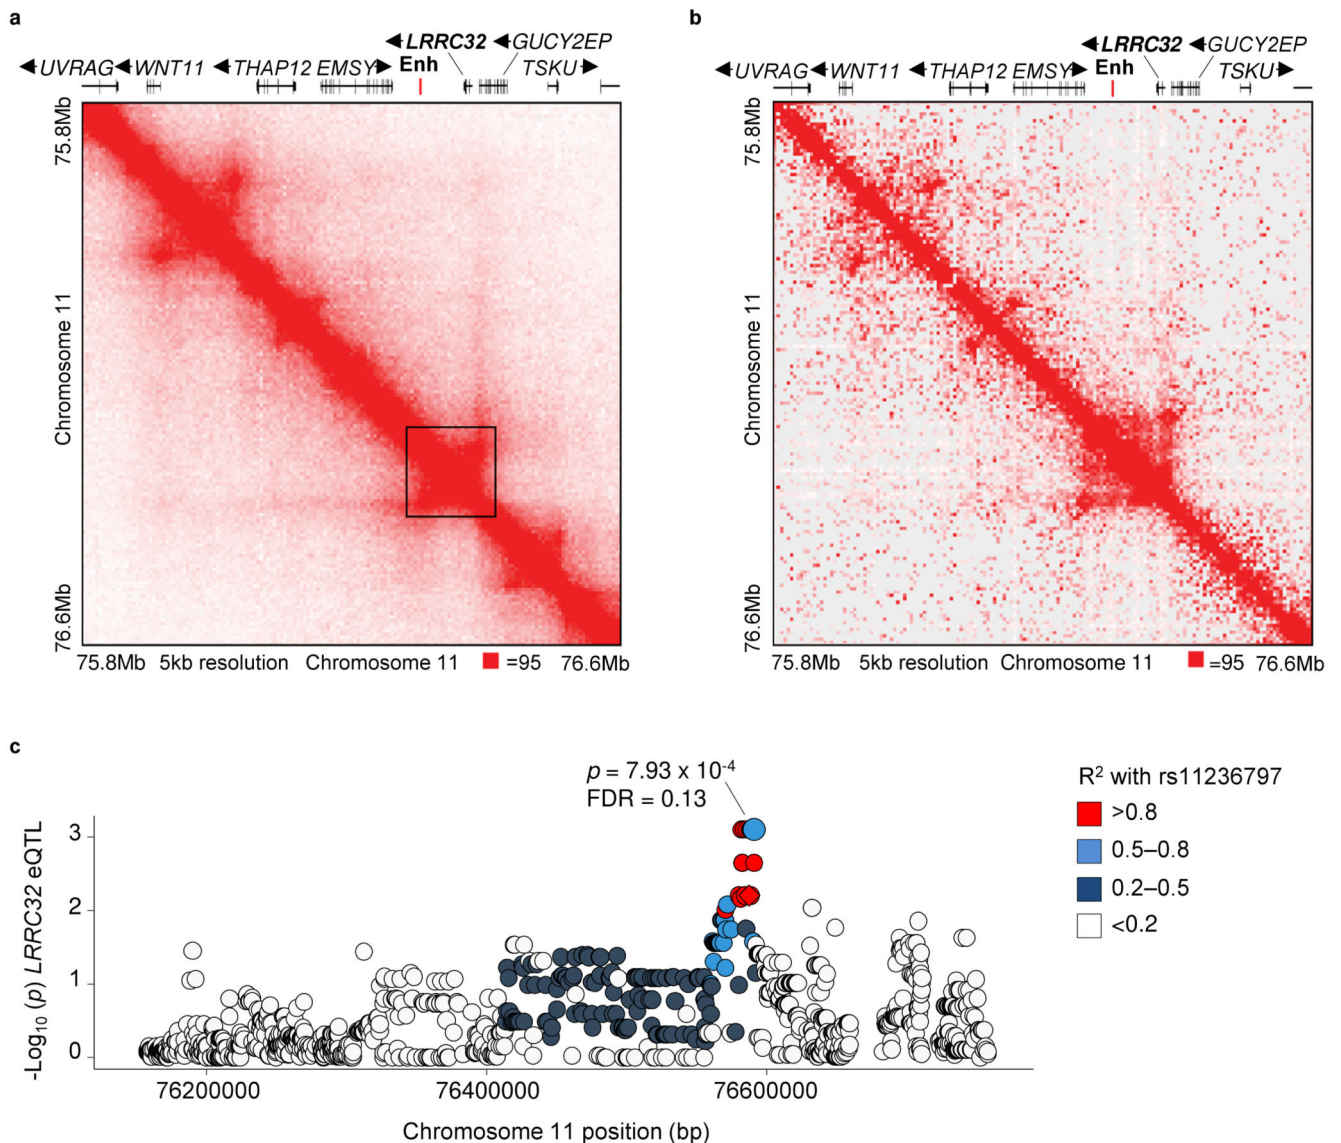 a
LRRC32 GUCY2EP
UVRAG WNT11 THAP12 EMSY Enh TSKU
75.8Mb
Chromosome 11
76.6Mb
75.8Mb 5kb resolution Chromosome 11 =95 76.6Mb
b
LRRC32 GUCY2EP
UVRAG WNT11 THAP12 EMSY Enh TSKU
75.8Mb
Chromosome 11
76.6Mb
75.8Mb 5kb resolution Chromosome 11 =95 76.6Mb
c
p = 7.93 x 10⁻⁴
FDR = 0.13
R² with rs11236797
>0.8
0.5–0.8
0.2–0.5
<0.2
-Log₁₀ (p) LRRC32 eQTL
3
2
1
0
76200000 76400000 76600000
Chromosome 11 position (bp)